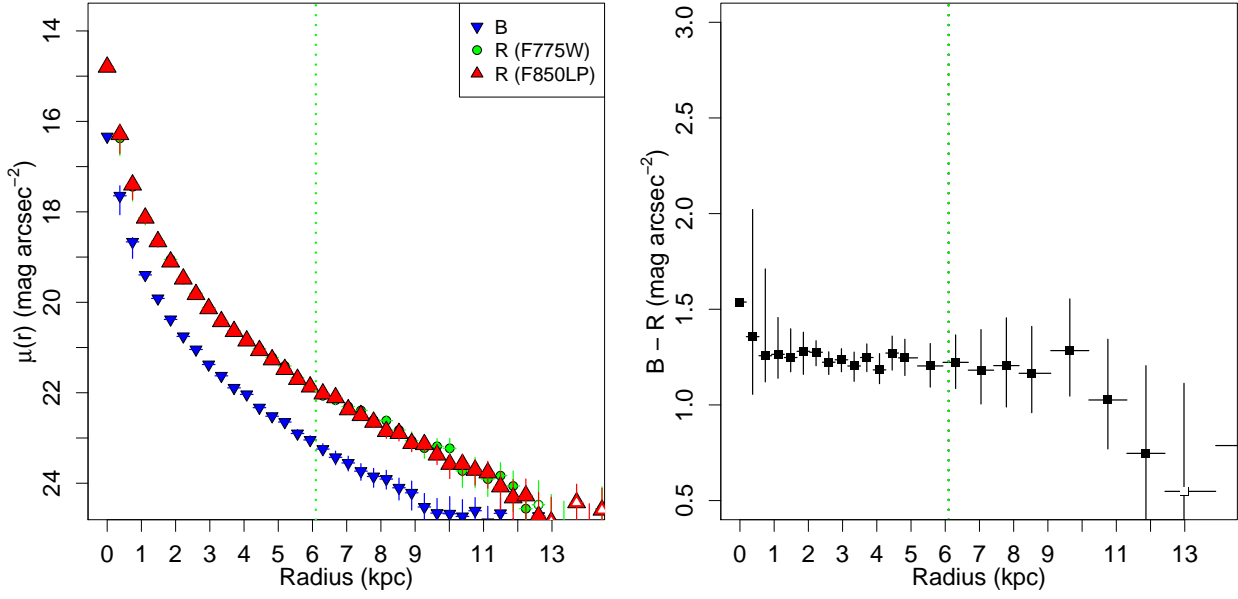 B
R (F775W)
R (F850LP)
14
16
18
20
22
24
μ(r) (mag arcsec−2)
0 1 2 3 4 5 6 7 8 9 11 13
Radius (kpc)
3.0
2.5
2.0
1.5
1.0
0.5
B − R (mag arcsec−2)
0 1 2 3 4 5 6 7 8 9 11 13
Radius (kpc)